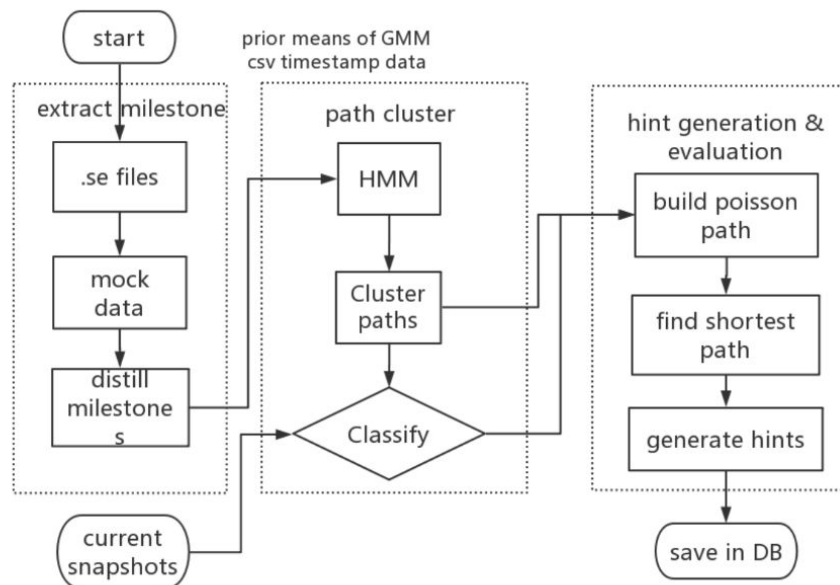 start
prior means of GMM
csv timestamp data
extract milestone
.se files
mock
data
distill
milestone
s
path cluster
HMM
Cluster
paths
Classify
current
snapshots
hint generation &
evaluation
build poisson
path
find shortest
path
generate hints
save in DB